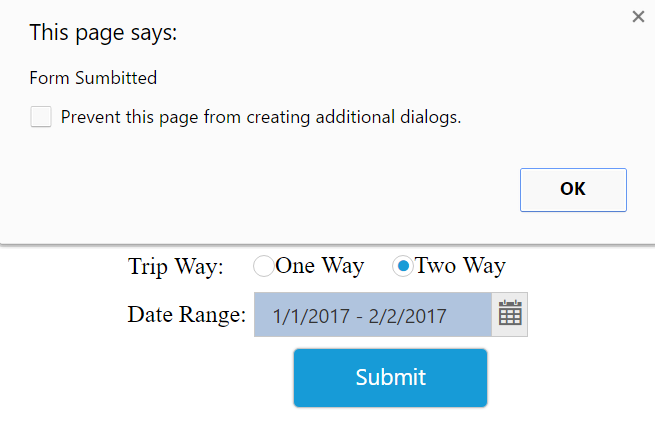 This page says:
Form Sumbitted
Prevent this page from creating additional dialogs.
OK
Trip Way: One Way Two Way
Date Range: 1/1/2017 - 2/2/2017
Submit